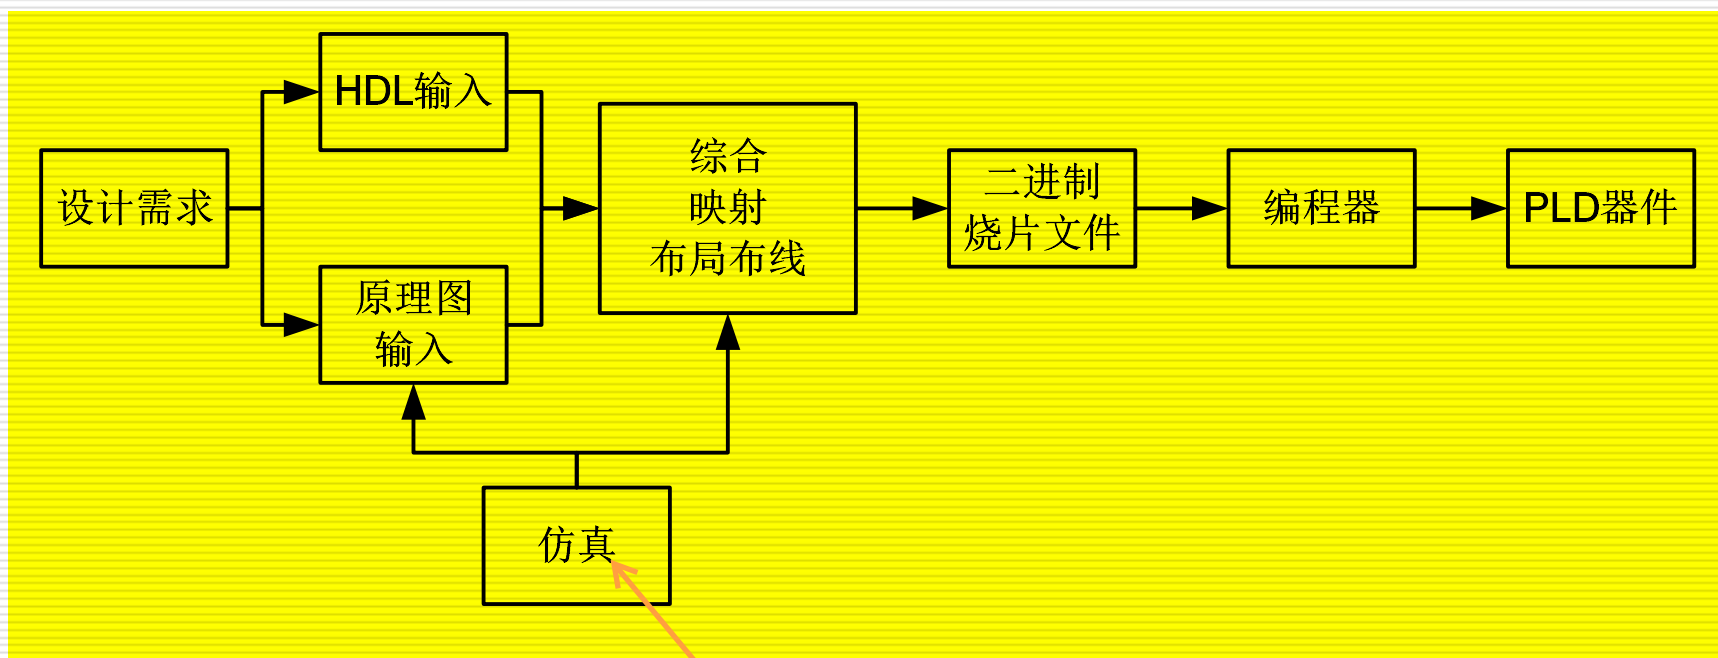 设计需求
HDL输入
原理图
输入
综合
映射
布局布线
二进制
烧片文件
编程器
PLD器件
仿真